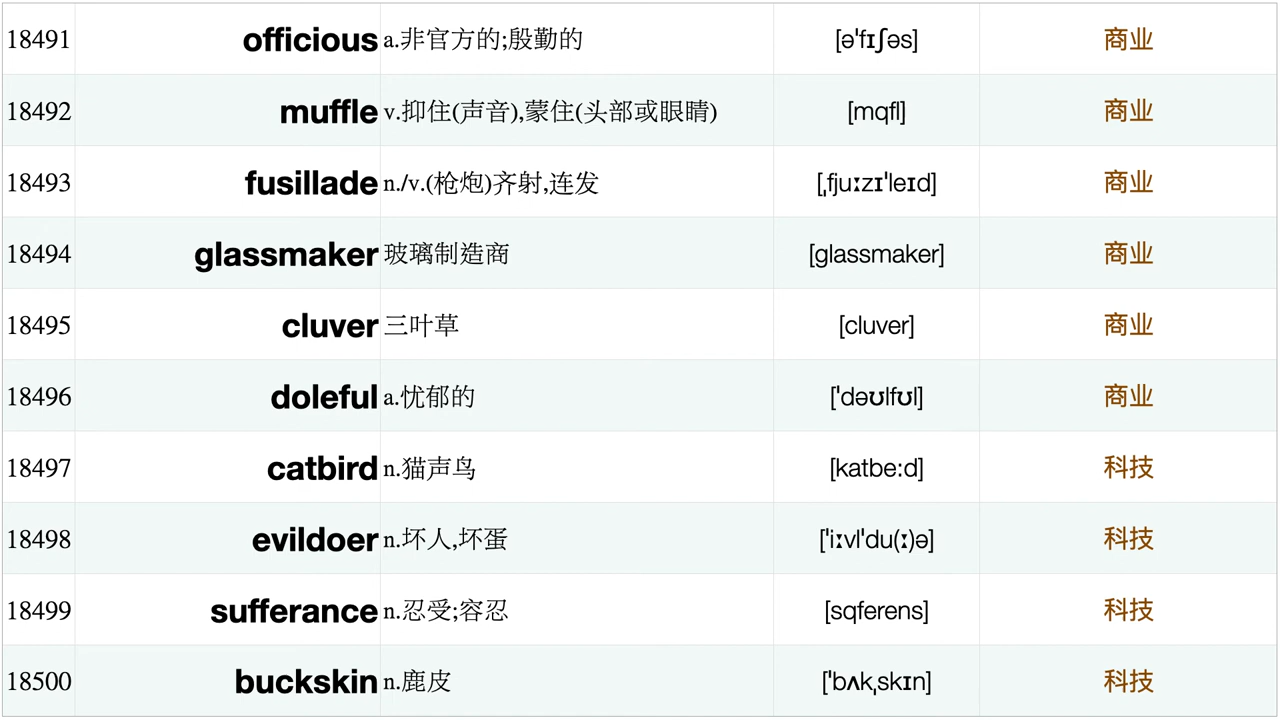 18491 officious a.非官方的;殷勤的 [ə'fɪʃəs] 商业
18492 muffle v.抑住(声音),蒙住(头部或眼睛) [mqfl] 商业
18493 fusillade n./v.(枪炮)齐射,连发 [ˌfjuːzɪ'leɪd] 商业
18494 glassmaker 玻璃制造商 [glassmaker] 商业
18495 cluver 三叶草 [cluver] 商业
18496 doleful a.忧郁的 ['dəʊlfʊl] 商业
18497 catbird n.猫声鸟 [katbe:d] 科技
18498 evildoer n.坏人,坏蛋 ['iːvl'du(ː)ə] 科技
18499 sufferance n.忍受;容忍 [sqferens] 科技
18500 buckskin n.鹿皮 ['bʌkˌskɪn] 科技